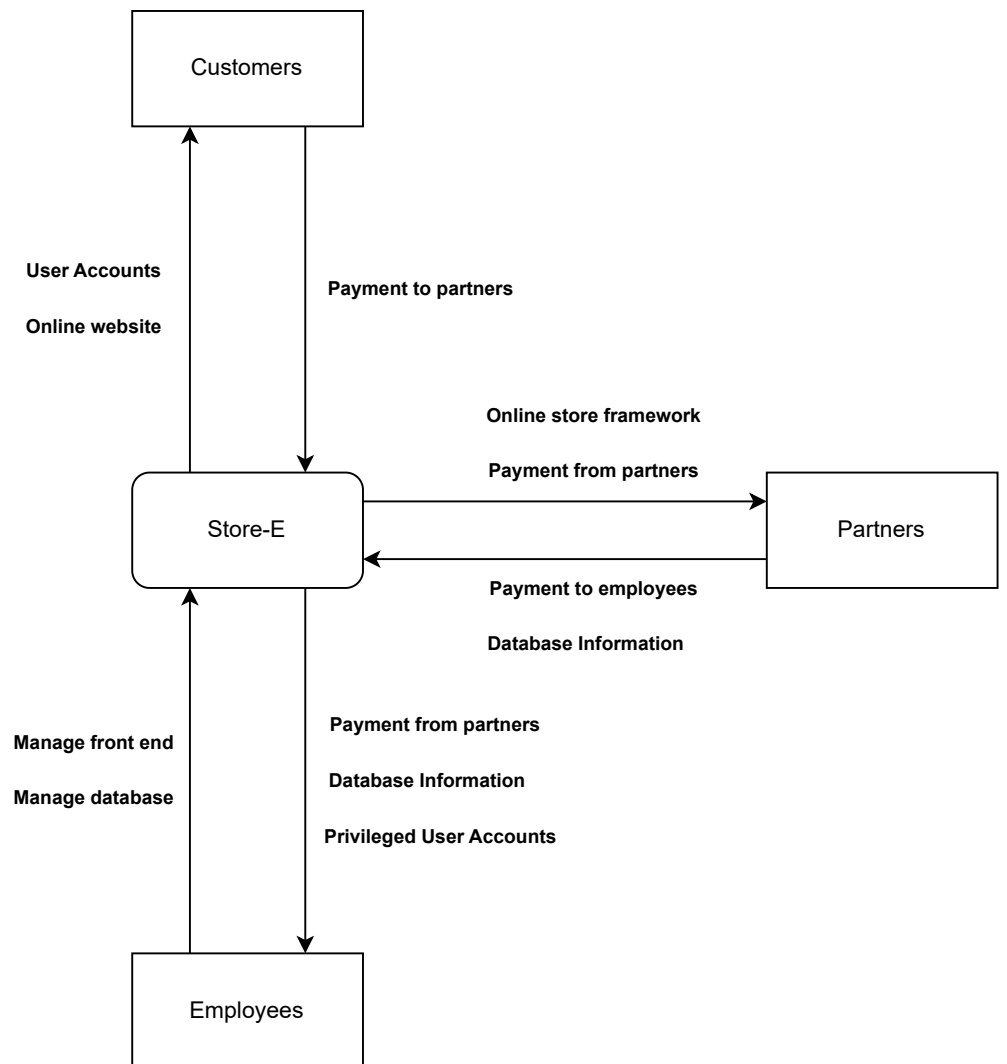 Customers
User Accounts
Online website
Payment to partners
Online store framework
Payment from partners
Store-E
Partners
Payment to employees
Database Information
Manage front end
Manage database
Payment from partners
Database Information
Privileged User Accounts
Employees